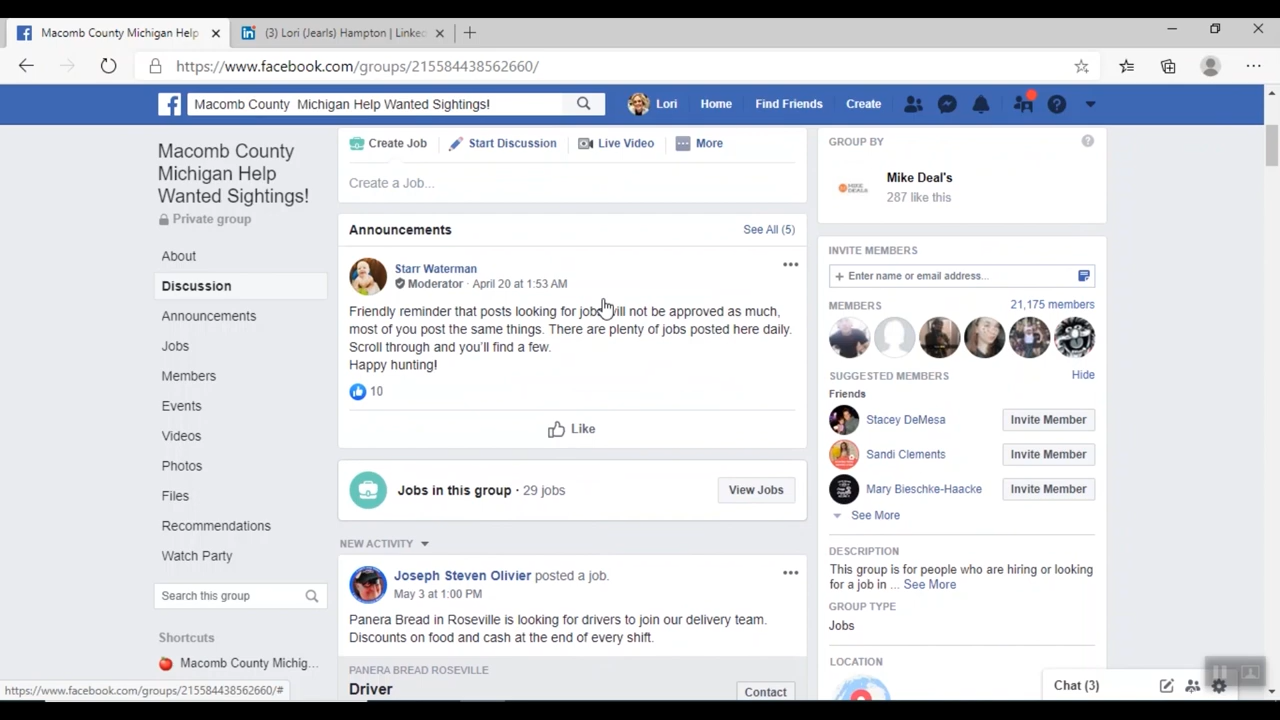 Macomb County Michigan Help
(3) Lori (Jearls) Hampton | Linke
https://www.facebook.com/groups/215584438562660/
Macomb County  Michigan Help Wanted Sightings!
Lori
Home
Find Friends
Create
Macomb County
Michigan Help
Wanted Sightings!
Private group
About
Discussion
Announcements
Jobs
Members
Events
Videos
Photos
Files
Recommendations
Watch Party
Search this group
Shortcuts
Macomb County Michig...
https://www.facebook.com/groups/215584438562660/#
Create Job
Start Discussion
Live Video
More
Create a Job...
Announcements
See All (5)
Starr Waterman
Moderator · April 20 at 1:53 AM
Friendly reminder that posts looking for jobs will not be approved as much,
most of you post the same things. There are plenty of jobs posted here daily.
Scroll through and you'll find a few.
Happy hunting!
10
Like
Jobs in this group · 29 jobs
View Jobs
NEW ACTIVITY
Joseph Steven Olivier posted a job.
May 3 at 1:00 PM
Panera Bread in Roseville is looking for drivers to join our delivery team.
Discounts on food and cash at the end of every shift.
PANERA BREAD ROSEVILLE
Driver
Contact
GROUP BY
Mike Deal's
287 like this
INVITE MEMBERS
+ Enter name or email address...
MEMBERS
21,175 members
SUGGESTED MEMBERS
Hide
Friends
Stacey DeMesa
Invite Member
Sandi Clements
Invite Member
Mary Bieschke-Haacke
Invite Member
See More
DESCRIPTION
This group is for people who are hiring or looking
for a job in ... See More
GROUP TYPE
Jobs
LOCATION
Chat (3)